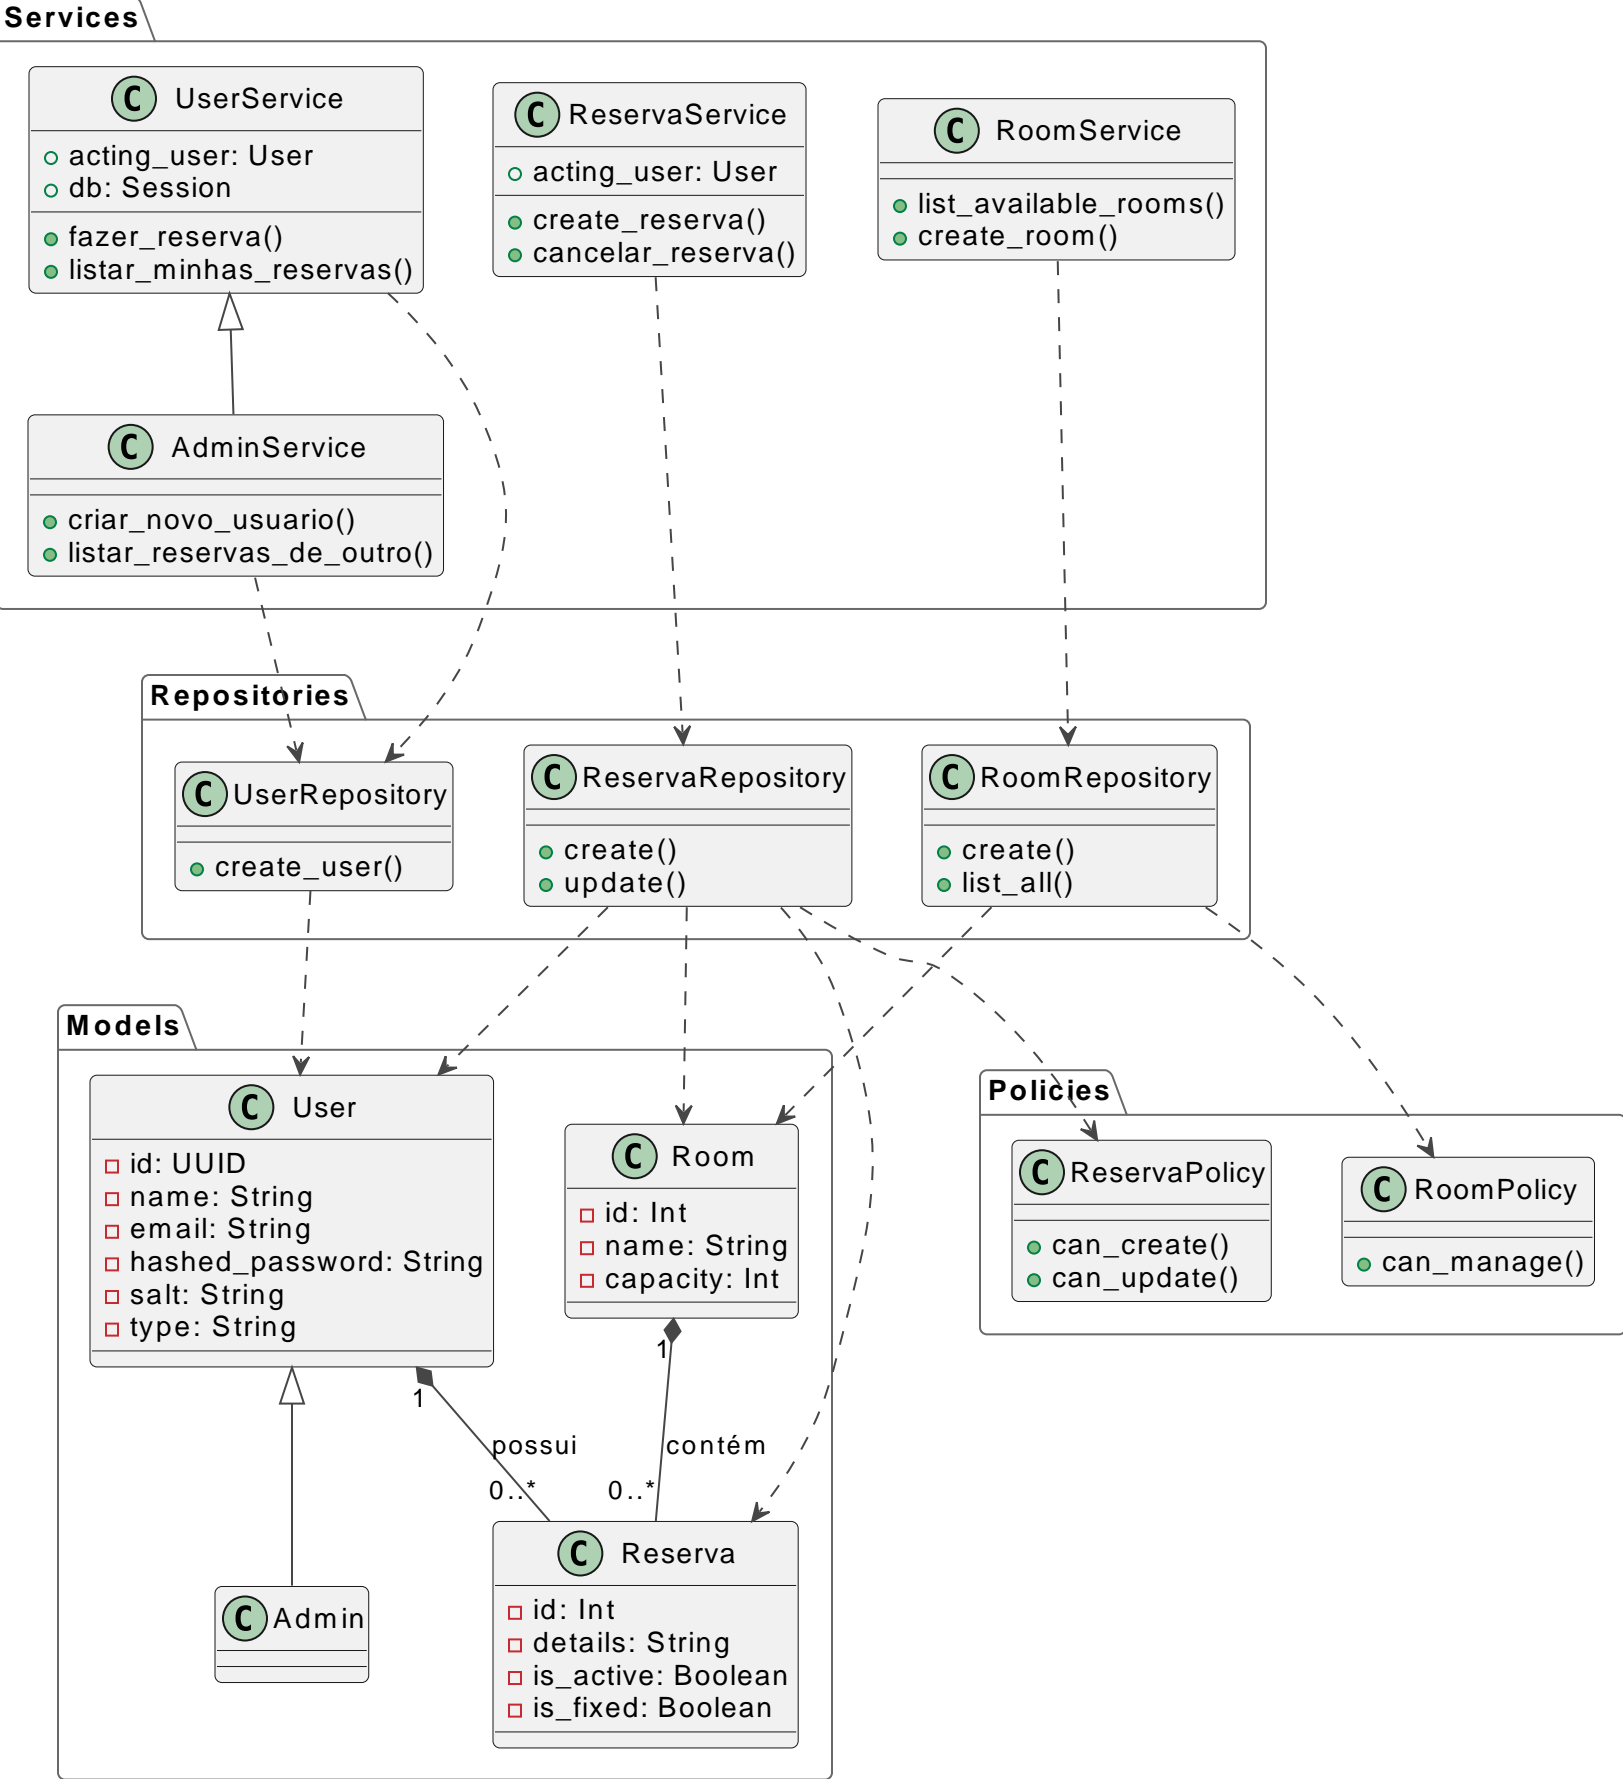 Services
C UserService
acting_user: User
db: Session
fazer_reserva()
listar_minhas_reservas()
C ReservaService
acting_user: User
create_reserva()
cancelar_reserva()
C RoomService
list_available_rooms()
create_room()
C AdminService
criar_novo_usuario()
listar_reservas_de_outro()
Repositories
C UserRepository
create_user()
C ReservaRepository
create()
update()
C RoomRepository
create()
list_all()
Models
C User
id: UUID
name: String
email: String
hashed_password: String
salt: String
type: String
C Room
id: Int
name: String
capacity: Int
Policies
C ReservaPolicy
can_create()
can_update()
C RoomPolicy
can_manage()
1
possui
0..*
1
contém
0..*
C Admin
C Reserva
id: Int
details: String
is_active: Boolean
is_fixed: Boolean